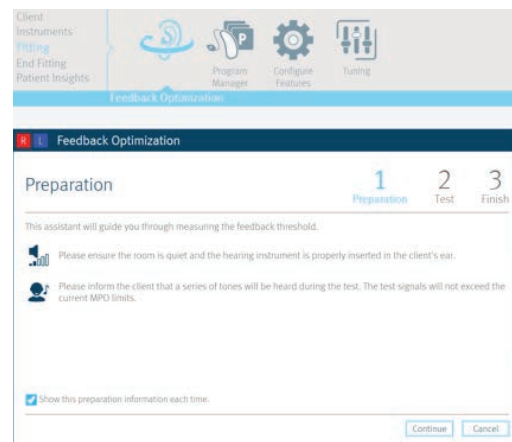 Client
Instruments
Fitting
End Fitting
Patient Insights
P
Program
Manager
Configure
Features
Tuning
Feedback Optimization
R L Feedback Optimization
Preparation
1 2 3
Preparation Test Finish
This assistant will guide you through measuring the feedback threshold.
Please ensure the room is quiet and the hearing instrument is properly inserted in the client's ear.
Please inform the client that a series of tones will be heard during the test. The test signals will not exceed the
current MPO limits.
Show this preparation information each time.
Continue Cancel